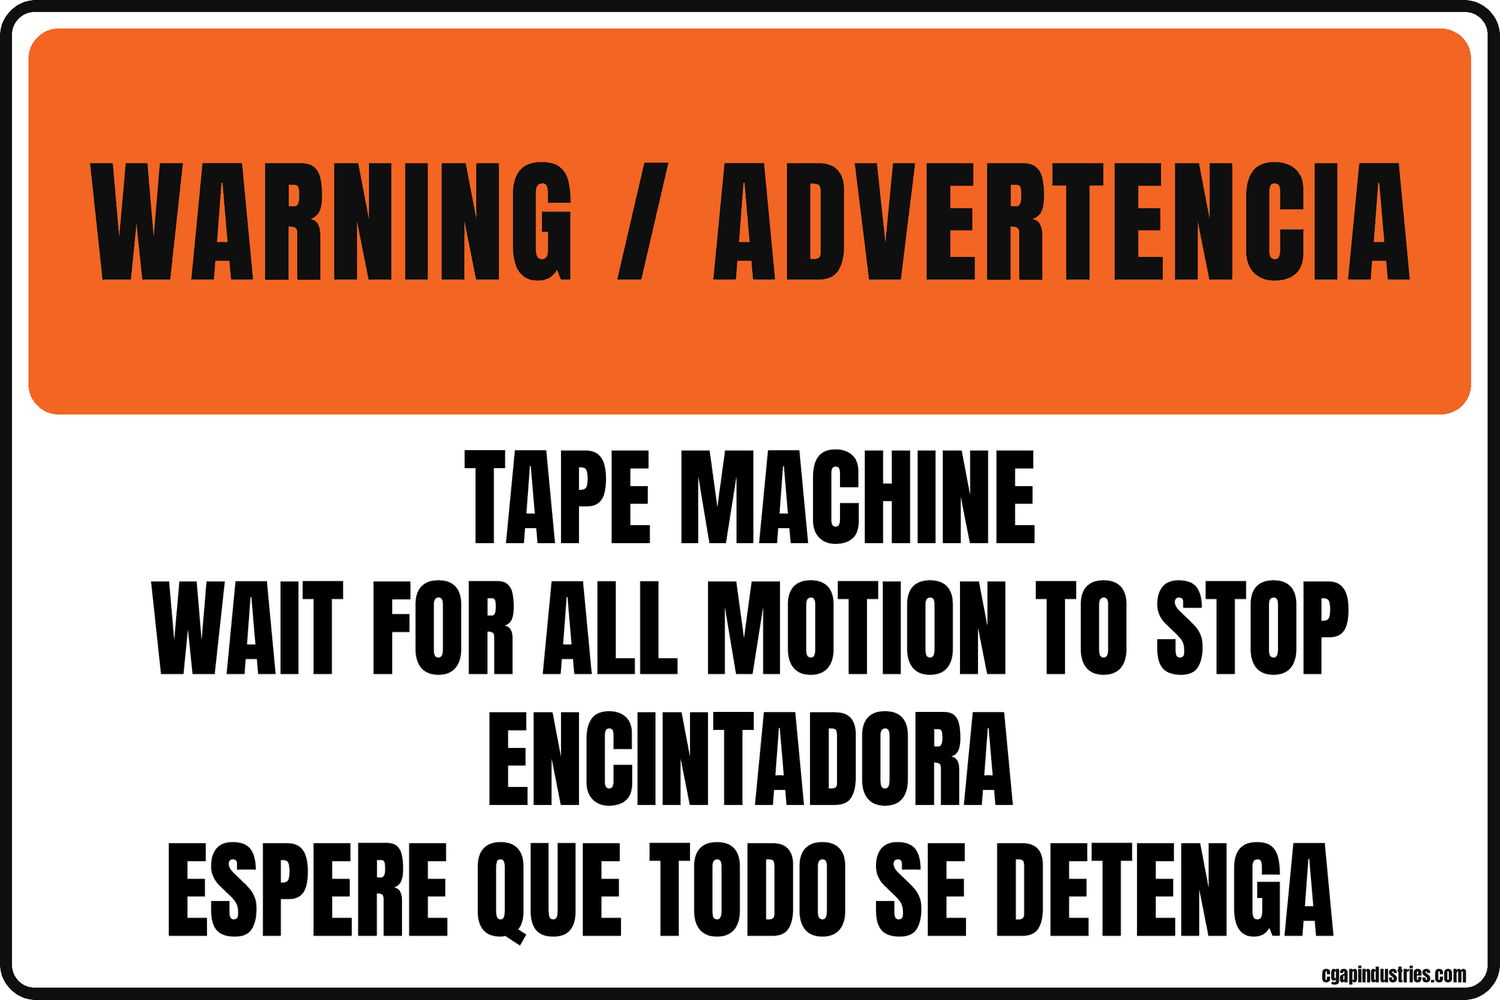 WARNING / ADVERTENCIA
TAPE MACHINE
WAIT FOR ALL MOTION TO STOP
ENCINTADORA
ESPERE QUE TODO SE DETENGA
cgapindustries.com